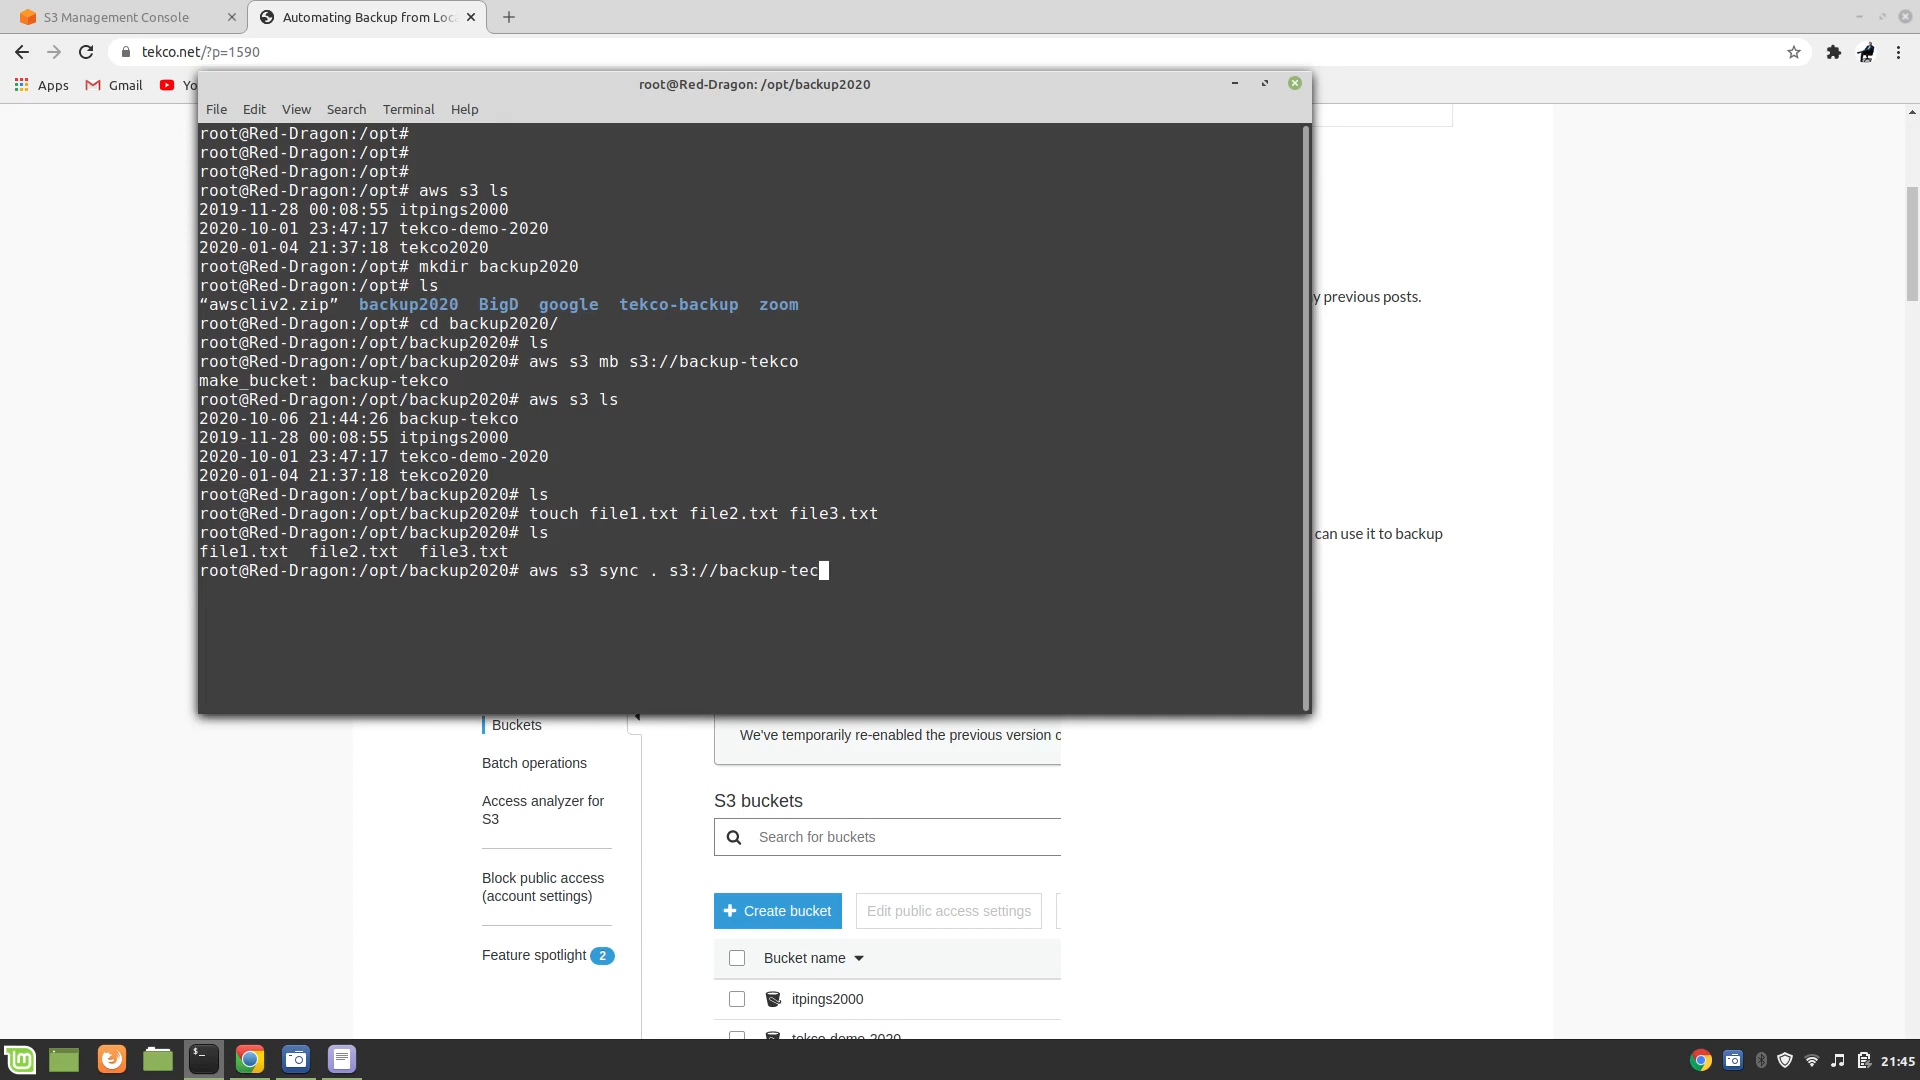 S3 Management Console
Automating Backup from Loc
tekco.net/?p=1590
Apps
Gmail
Yo
root@Red-Dragon: /opt/backup2020
File Edit View Search Terminal Help
root@Red-Dragon:/opt#
root@Red-Dragon:/opt#
root@Red-Dragon:/opt#
root@Red-Dragon:/opt# aws s3 ls
2019-11-28 00:08:55 itpings2000
2020-10-01 23:47:17 tekco-demo-2020
2020-01-04 21:37:18 tekco2020
root@Red-Dragon:/opt# mkdir backup2020
root@Red-Dragon:/opt# ls
“awscliv2.zip” backup2020 BigD google tekco-backup zoom
root@Red-Dragon:/opt# cd backup2020/
root@Red-Dragon:/opt/backup2020# ls
root@Red-Dragon:/opt/backup2020# aws s3 mb s3://backup-tekco
make_bucket: backup-tekco
root@Red-Dragon:/opt/backup2020# aws s3 ls
2020-10-06 21:44:26 backup-tekco
2019-11-28 00:08:55 itpings2000
2020-10-01 23:47:17 tekco-demo-2020
2020-01-04 21:37:18 tekco2020
root@Red-Dragon:/opt/backup2020# ls
root@Red-Dragon:/opt/backup2020# touch file1.txt file2.txt file3.txt
root@Red-Dragon:/opt/backup2020# ls
file1.txt file2.txt file3.txt
root@Red-Dragon:/opt/backup2020# aws s3 sync . s3://backup-tec
y previous posts.
can use it to backup
Buckets
Batch operations
Access analyzer for
S3
Block public access
(account settings)
Feature spotlight 2
We've temporarily re-enabled the previous version o
S3 buckets
Search for buckets
Create bucket
Edit public access settings
Bucket name
itpings2000
tekco-demo-2020
21:45